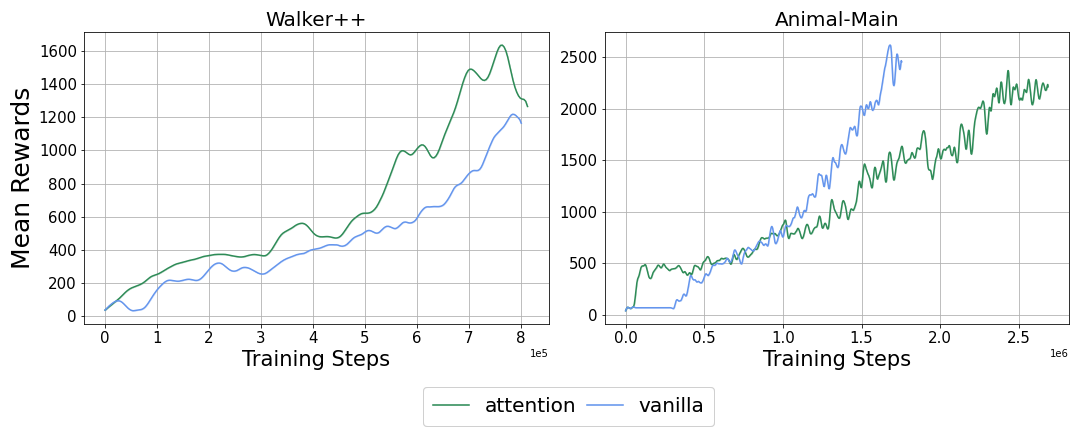 Walker++
Animal-Main
Mean Rewards
1600
1400
1200
1000
800
600
400
200
0
0 1 2 3 4 5 6 7 8
1e5
Training Steps
2500
2000
1500
1000
500
0
0.0 0.5 1.0 1.5 2.0 2.5
1e6
Training Steps
attention vanilla